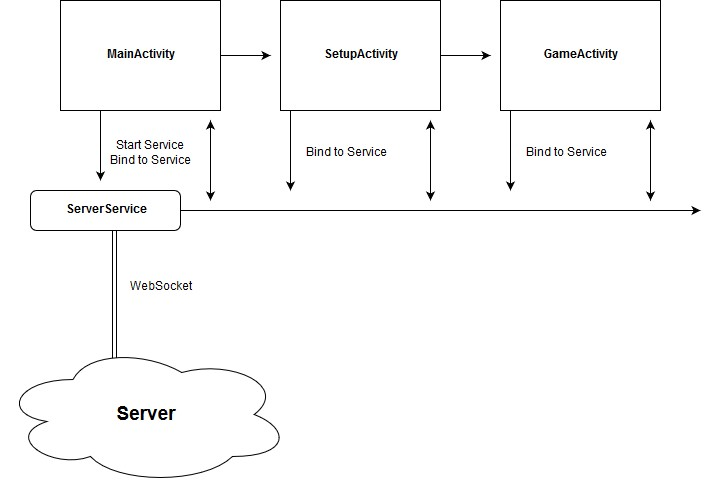 MainActivity
SetupActivity
GameActivity
Start Service
Bind to Service
Bind to Service
Bind to Service
ServerService
WebSocket
Server